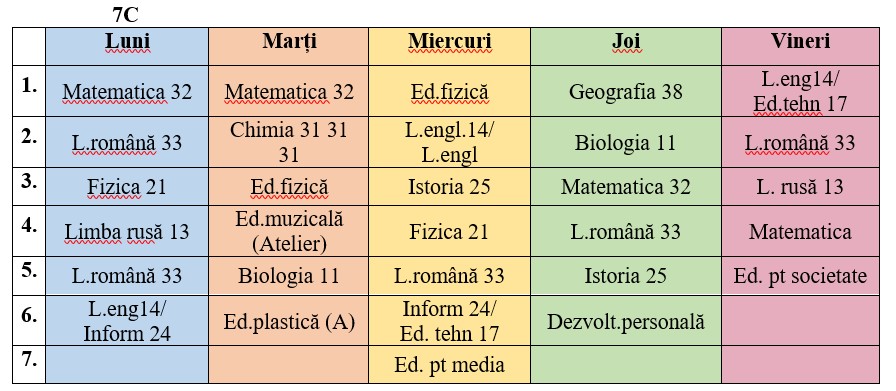 7C
Luni Marți Miercuri Joi Vineri
1. Matematica 32 Matematica 32 Ed.fizică Geografia 38 L.eng14/
Ed.tehn 17
2. L.română 33 Chimia 31 31
31 L.engl.14/
L.engl Biologia 11 L.română 33
3. Fizica 21 Ed.fizică Istoria 25 Matematica 32 L. rusă 13
4. Limba rusă 13 Ed.muzicală
(Atelier) Fizica 21 L.română 33 Matematica
5. L.română 33 Biologia 11 L.română 33 Istoria 25 Ed. pt societate
6. L.eng14/
Inform 24 Ed.plastică (A) Inform 24/
Ed. tehn 17 Dezvolt.personală
7. Ed. pt media